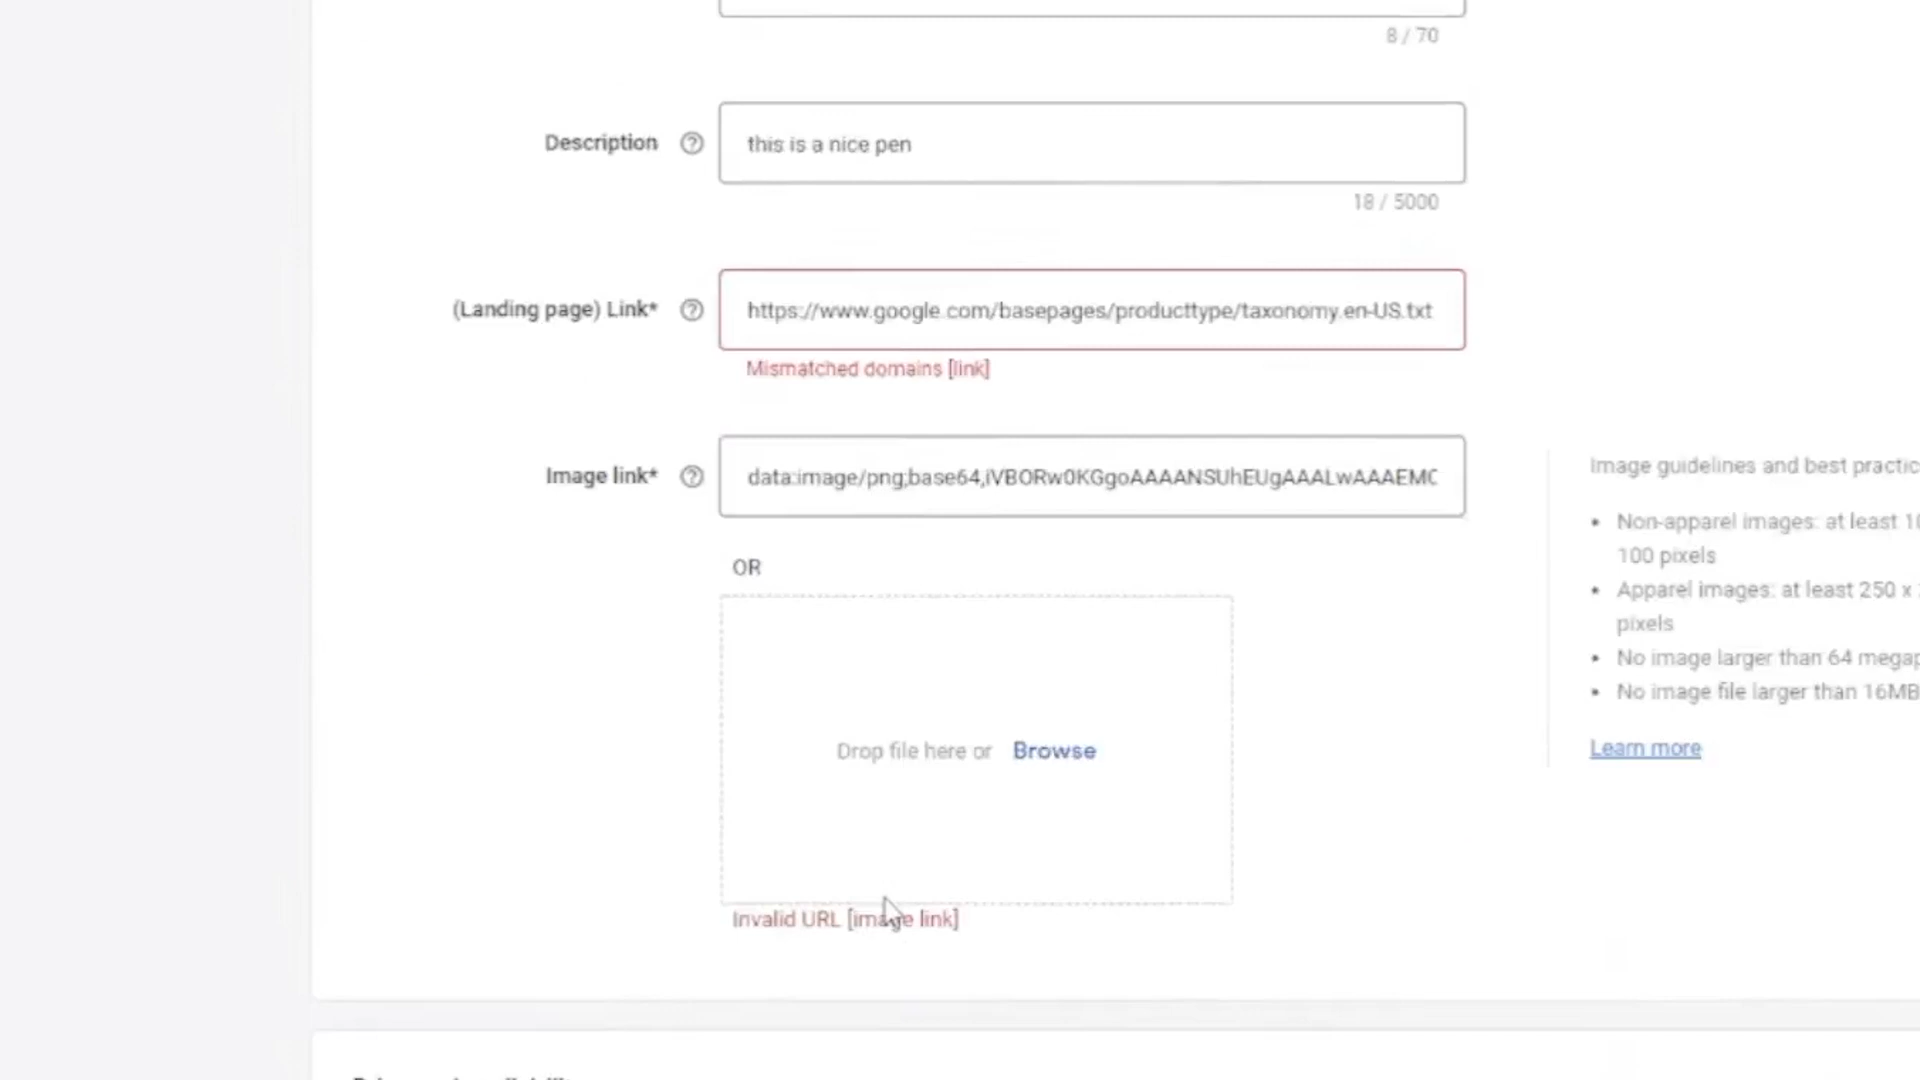 8 / 70
Description
this is a nice pen
18 / 5000
(Landing page) Link*
https://www.google.com/basepages/producttype/taxonomy.en-US.txt
Mismatched domains [link]
Image link*
data:image/png;base64,iVBORw0KGgoAAAANSUhEUgAAALwAAAEMC
Image guidelines and best practic
Non-apparel images: at least 10
100 pixels
Apparel images: at least 250 x
pixels
No image larger than 64 megap
No image file larger than 16MB
Learn more
OR
Drop file here or Browse
Invalid URL [image link]